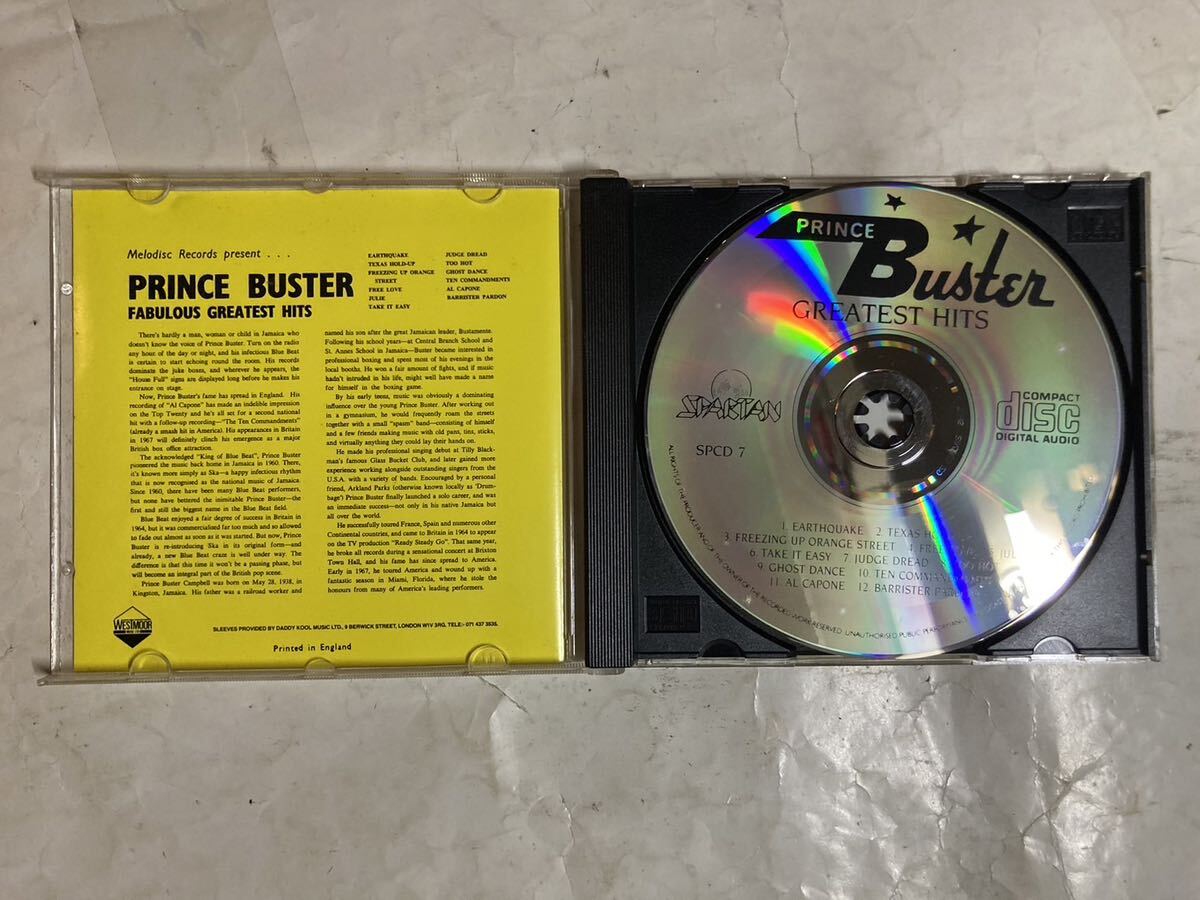 Melodisc Records present . . .
PRINCE BUSTER
FABULOUS GREATEST HITS
EARTHQUAKE
TEXAS HOLD-UP
FREEZING UP ORANGE
STREET
FREE LOVE
JULIE
TAKE IT EASY
JUDGE DREAD
TOO HOT
GHOST DANCE
TEN COMMANDMENTS
AL CAPONE
BARRISTER PARDON
There's hardly a man, woman or child in Jamaica who
doesn't know the voice of Prince Buster. Turn on the radio
any hour of the day or night, and his infectious Blue Beat
is certain to start echoing round the room. His records
dominate the juke boxes, and wherever he appears, the
"House Full" signs are displayed long before he makes his
entrance on stage.
Now, Prince Buster's fame has spread in England. His
recording of "Al Capone" has made an indelible impression
on the Top Twenty and he's all set for a second national
hit with a follow-up recording—"The Ten Commandments"
(already a smash hit in America). His appearances in Britain
in 1967 will definitely clinch his emergence as a major
British box office attraction.
The acknowledged "King of Blue Beat", Prince Buster
pioneered the music back home in Jamaica in 1960. There,
it's known more simply as Ska—a happy infectious rhythm
that is now recognised as the national music of Jamaica.
Since 1960, there have been many Blue Beat performers,
but none have bettered the inimitable Prince Buster—the
first and still the biggest name in the Blue Beat field.
Blue Beat enjoyed a fair degree of success in Britain in
1964, but it was commercialised far too much and so allowed
to fade out almost as soon as it was started. But now, Prince
Buster is re-introducing Ska in its original form—and
already, a new Blue Beat craze is well under way. The
difference is that this time it won't be a passing phase, but
will become an integral part of the British pop scene.
Prince Buster Campbell was born on May 28, 1938, in
Kingston, Jamaica. His father was a railroad worker and
named his son after the great Jamaican leader, Bustamente.
Following his school years—at Central Branch School and
St. Annes School in Jamaica—Buster became interested in
professional boxing and spent most of his evenings in the
local booths. He won a fair amount of fights, and if music
hadn't intruded in his life, might well have made a name
for himself in the boxing game.
By his early teens, music was obviously a dominating
influence over the young Prince Buster. After working out
in a gymnasium, he would frequently roam the streets
together with a small "spasm" band—consisting of himself
and a few friends making music with old pans, tins, sticks,
and virtually anything they could lay their hands on.
He made his professional singing debut at Tilly Black-
man's famous Glass Bucket Club, and later gained more
experience working alongside outstanding singers from the
U.S.A. with a variety of bands. Encouraged by a personal
friend, Arkland Parks (otherwise known locally as 'Drum-
bago') Prince Buster finally launched a solo career, and was
an immediate success—not only in his native Jamaica but
all over the world.
He successfully toured France, Spain and numerous other
Continental countries, and came to Britain in 1964 to appear
on the TV production "Ready Steady Go". That same year,
he broke all records during a sensational concert at Brixton
Town Hall, and his fame has since spread to America.
Early in 1967, he toured America and wound up with a
fantastic season in Miami, Florida, where he stole the
honours from many of America's leading performers.
WESTMOOR
SLEEVES PROVIDED BY DADDY KOOL MUSIC LTD., 9 BERWICK STREET, LONDON W1V 3RG. TELE:- 071 437 3535.
Printed in England
PRINCE
Buster
GREATEST HITS
SPARTAN
SPCD 7
COMPACT
disc
DIGITAL AUDIO
1. EARTHQUAKE 2. TEXAS
3. FREEZING UP ORANGE STREET
6. TAKE IT EASY 7. JUDGE DREAD TOO HOT
9. GHOST DANCE 10. TEN
11. AL CAPONE 12. BARRISTER
ALL RIGHTS OF THE PRODUCER AND OF THE OWNER OF THE RECORDED WORK RESERVED. UNAUTHORISED PUBLIC